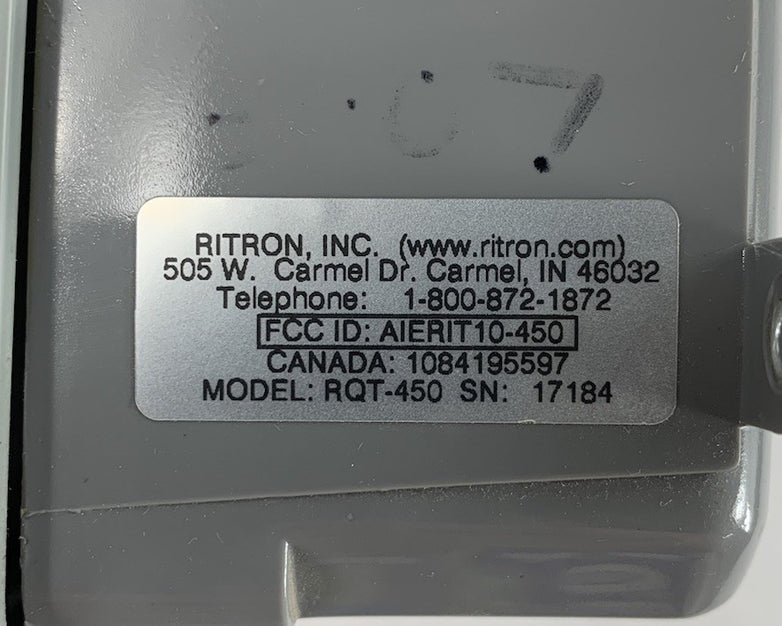 07
RITRON, INC. (www.ritron.com)
505 W. Carmel Dr. Carmel, IN 46032
Telephone: 1-800-872-1872
FCC ID: AIERIT10-450
CANADA: 1084195597
MODEL: RQT-450 SN: 17184